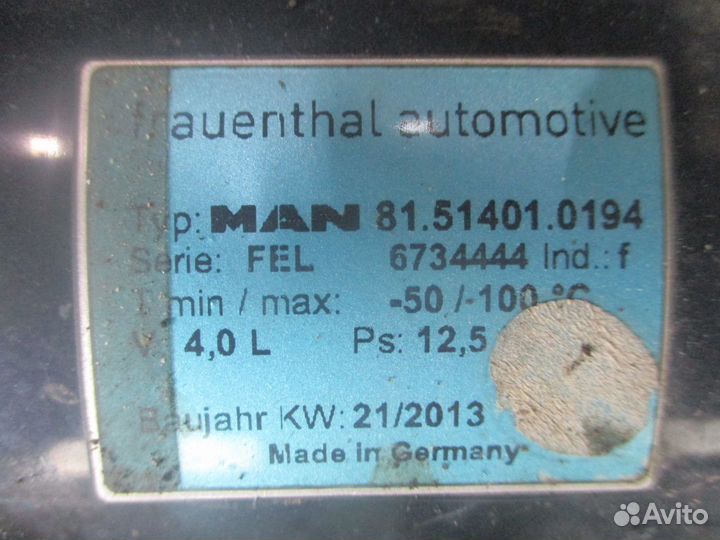 frauenthal automotive
Typ: MAN 81.51401.0194
Serie: FEL 6734444 Ind.: f
T min / max: -50 /-100 °C
V: 4,0 L Ps: 12,5
Baujahr KW: 21/2013
Made in Germany
Avito